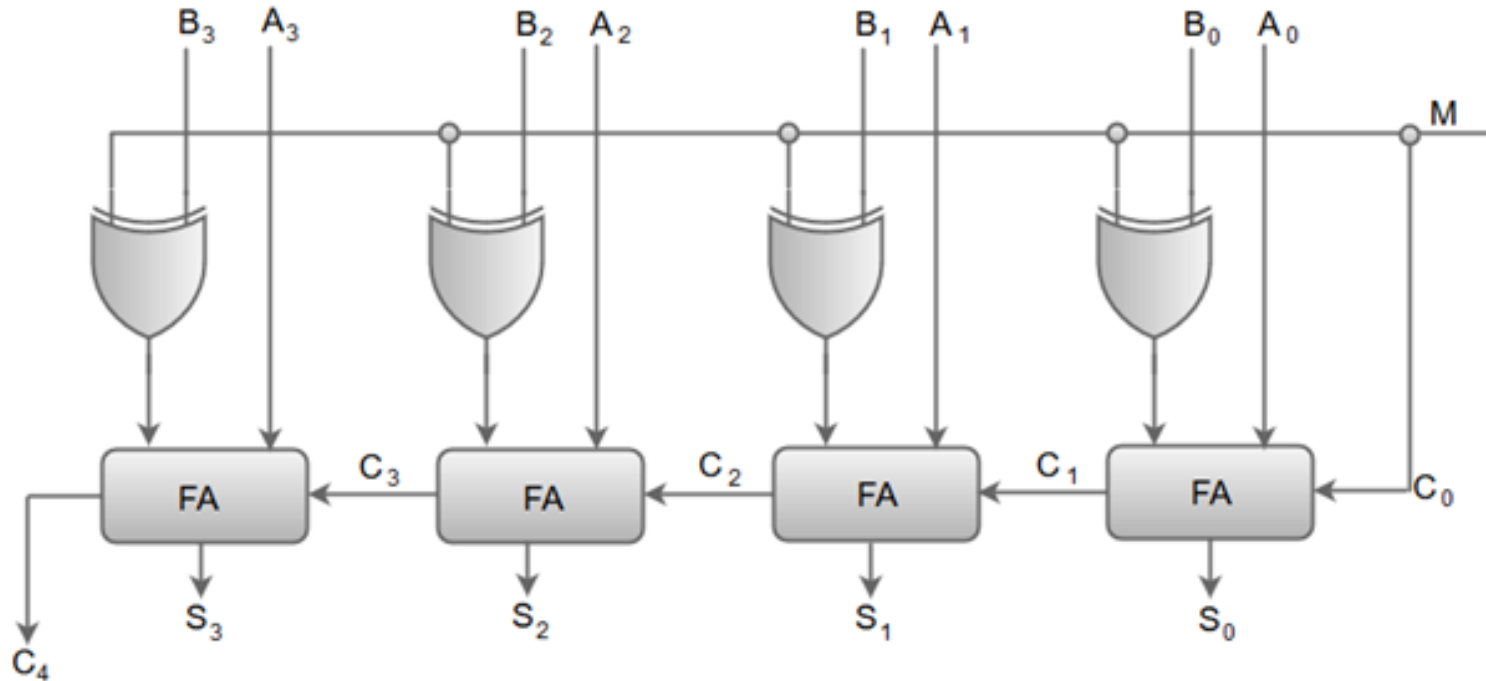 B₃ A₃ B₂ A₂ B₁ A₁ B₀ A₀
M
C₃ C₂ C₁
FA FA FA FA C₀
S₃ S₂ S₁ S₀
C₄